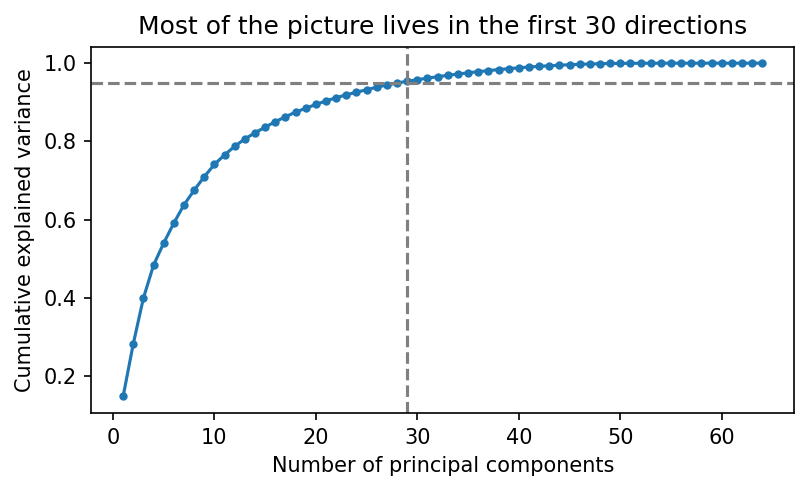 Most of the picture lives in the first 30 directions
Cumulative explained variance
1.0
0.8
0.6
0.4
0.2
0 10 20 30 40 50 60
Number of principal components